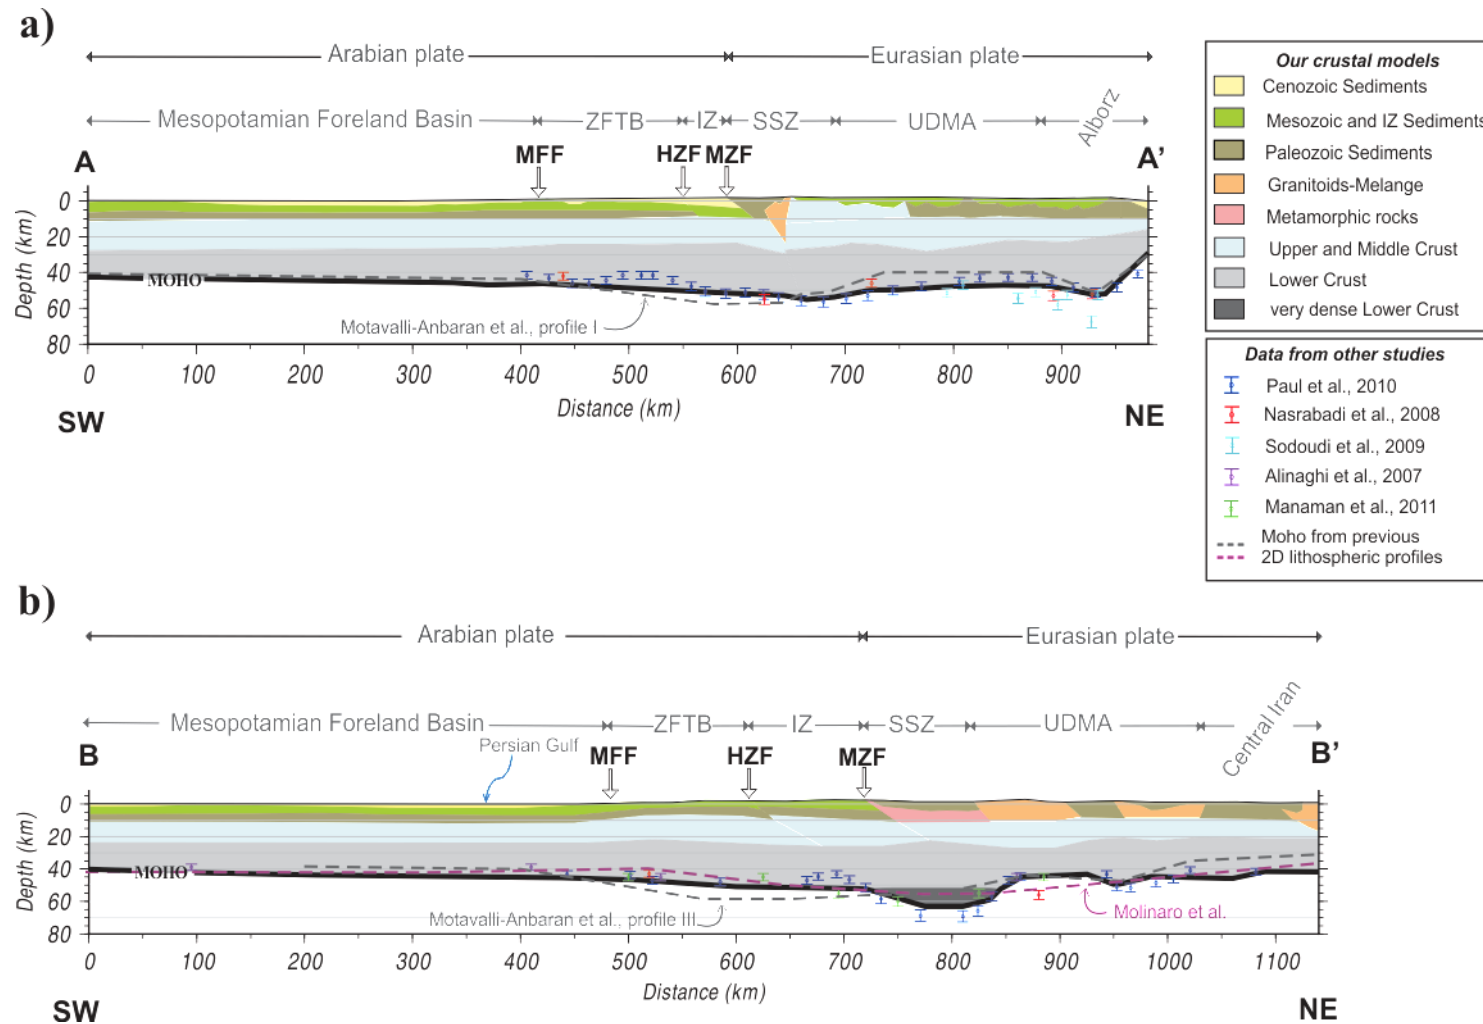 a)
Arabian plate
Eurasian plate
Mesopotamian Foreland Basin
ZFTB
IZ
SSZ
UDMA
Alborz
A
MFF
HZF
MZF
A'
0
20
40
60
80
Depth (km)
MOHO
Motavalli-Anbaran et al., profile I
0 100 200 300 400 500 600 700 800 900
Distance (km)
SW
NE
Our crustal models
Cenozoic Sediments
Mesozoic and IZ Sediments
Paleozoic Sediments
Granitoids-Melange
Metamorphic rocks
Upper and Middle Crust
Lower Crust
very dense Lower Crust
Data from other studies
Paul et al., 2010
Nasrabadi et al., 2008
Sodoudi et al., 2009
Alinaghi et al., 2007
Manaman et al., 2011
Moho from previous
2D lithospheric profiles
b)
Arabian plate
Eurasian plate
Mesopotamian Foreland Basin
ZFTB
IZ
SSZ
UDMA
Central Iran
B
Persian Gulf
MFF
HZF
MZF
B'
0
20
40
60
80
Depth (km)
MOHO
Motavalli-Anbaran et al., profile III
Molinaro et al.
0 100 200 300 400 500 600 700 800 900 1000 1100
Distance (km)
SW
NE